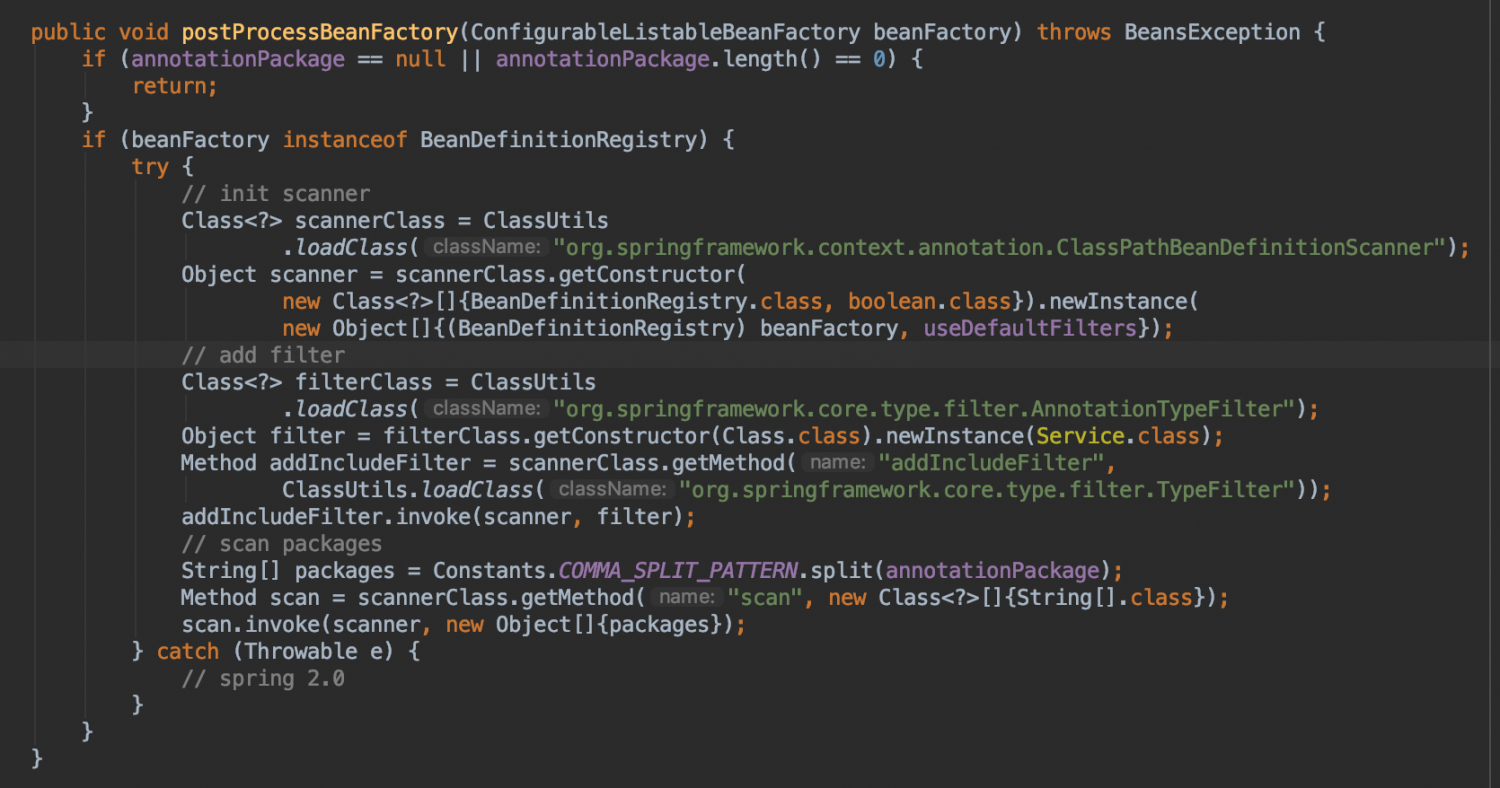 public void postProcessBeanFactory(ConfigurableListableBeanFactory beanFactory) throws BeansException {
if (annotationPackage == null || annotationPackage.length() == 0) {
return;
}
if (beanFactory instanceof BeanDefinitionRegistry) {
try {
// init scanner
Class<?> scannerClass = ClassUtils
.loadClass( className: "org.springframework.context.annotation.ClassPathBeanDefinitionScanner");
Object scanner = scannerClass.getConstructor(
new Class<?>[]{BeanDefinitionRegistry.class, boolean.class}).newInstance(
new Object[]{(BeanDefinitionRegistry) beanFactory, useDefaultFilters});
// add filter
Class<?> filterClass = ClassUtils
.loadClass( className: "org.springframework.core.type.filter.AnnotationTypeFilter");
Object filter = filterClass.getConstructor(Class.class).newInstance(Service.class);
Method addIncludeFilter = scannerClass.getMethod( name: "addIncludeFilter",
ClassUtils.loadClass( className: "org.springframework.core.type.filter.TypeFilter"));
addIncludeFilter.invoke(scanner, filter);
// scan packages
String[] packages = Constants.COMMA_SPLIT_PATTERN.split(annotationPackage);
Method scan = scannerClass.getMethod( name: "scan", new Class<?>[]{String[].class});
scan.invoke(scanner, new Object[]{packages});
} catch (Throwable e) {
// spring 2.0
}
}
}